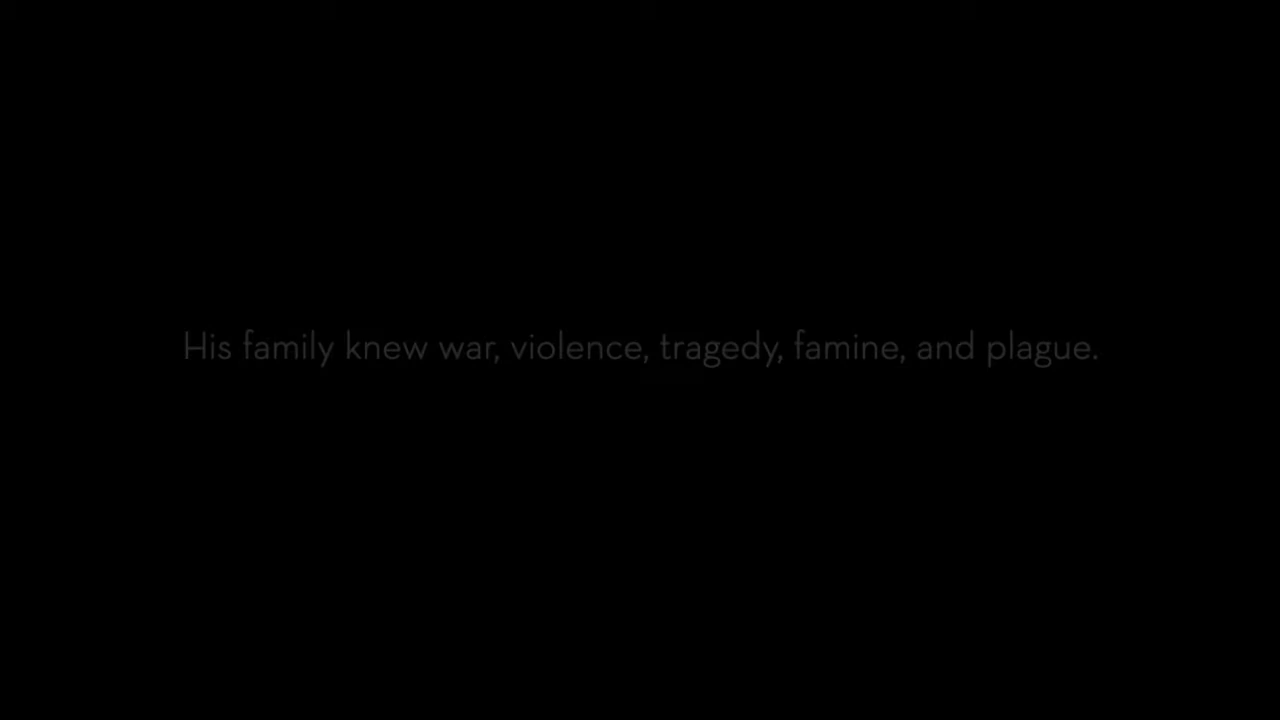 His family knew war, violence, tragedy, famine, and plague.